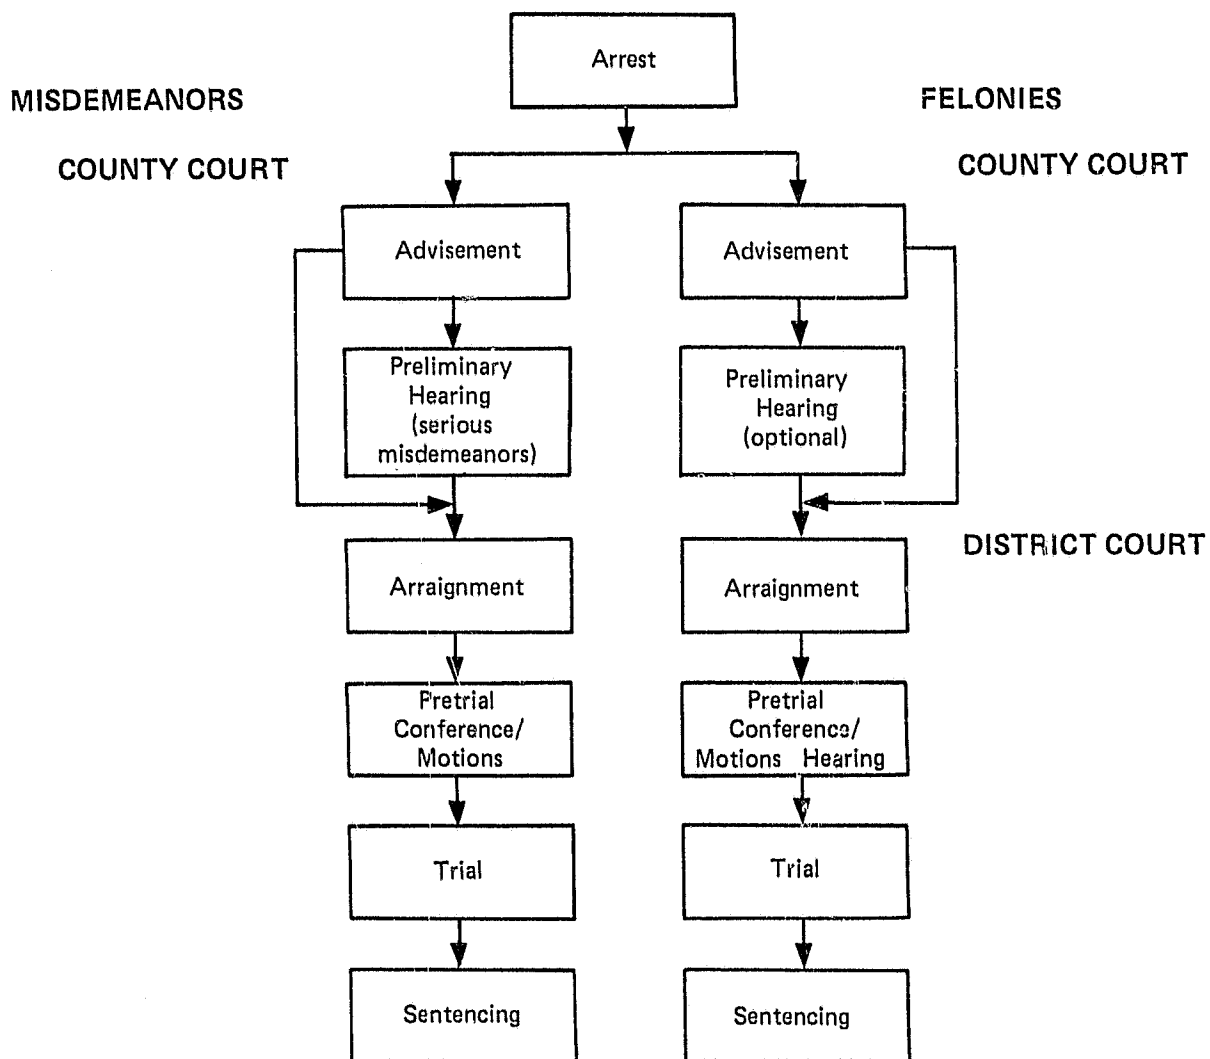 Arrest
MISDEMEANORS
FELONIES
COUNTY COURT
COUNTY COURT
Advisement
Advisement
Preliminary
Hearing
(serious
misdemeanors)
Preliminary
Hearing
(optional)
DISTRICT COURT
Arraignment
Arraignment
Pretrial
Conference/
Motions
Pretrial
Conference/
Motions Hearing
Trial
Trial
Sentencing
Sentencing